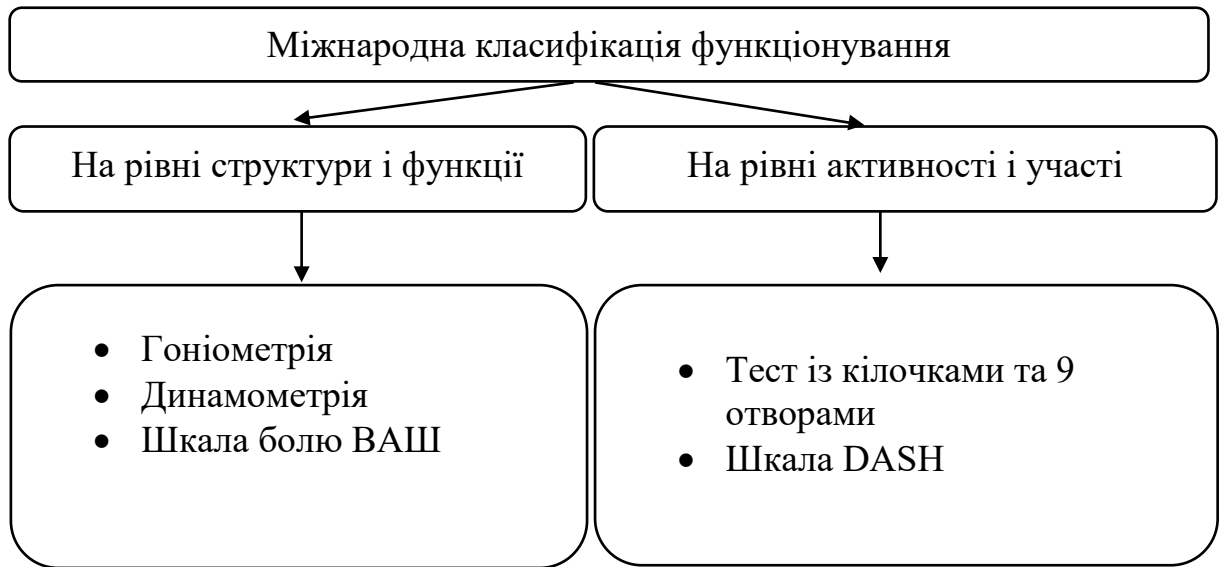 Міжнародна класифікація функціонування
На рівні структури і функції
На рівні активності і участі
• Гоніометрія
• Динамометрія
• Шкала болю ВАШ
• Тест із кілочками та 9
отворами
• Шкала DASH